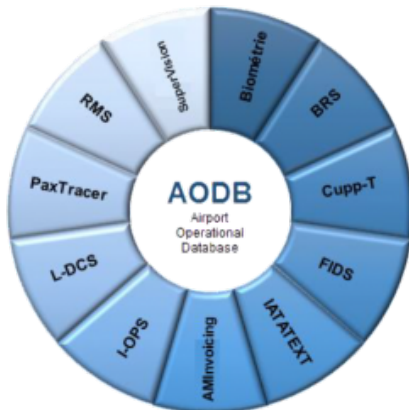 AODB
Airport
Operational
Database
Biométrie
BRS
Cupp-T
FIDS
IATATEXT
AMInvoicing
I-OPS
L-DCS
PaxTracer
RMS
SuperVision